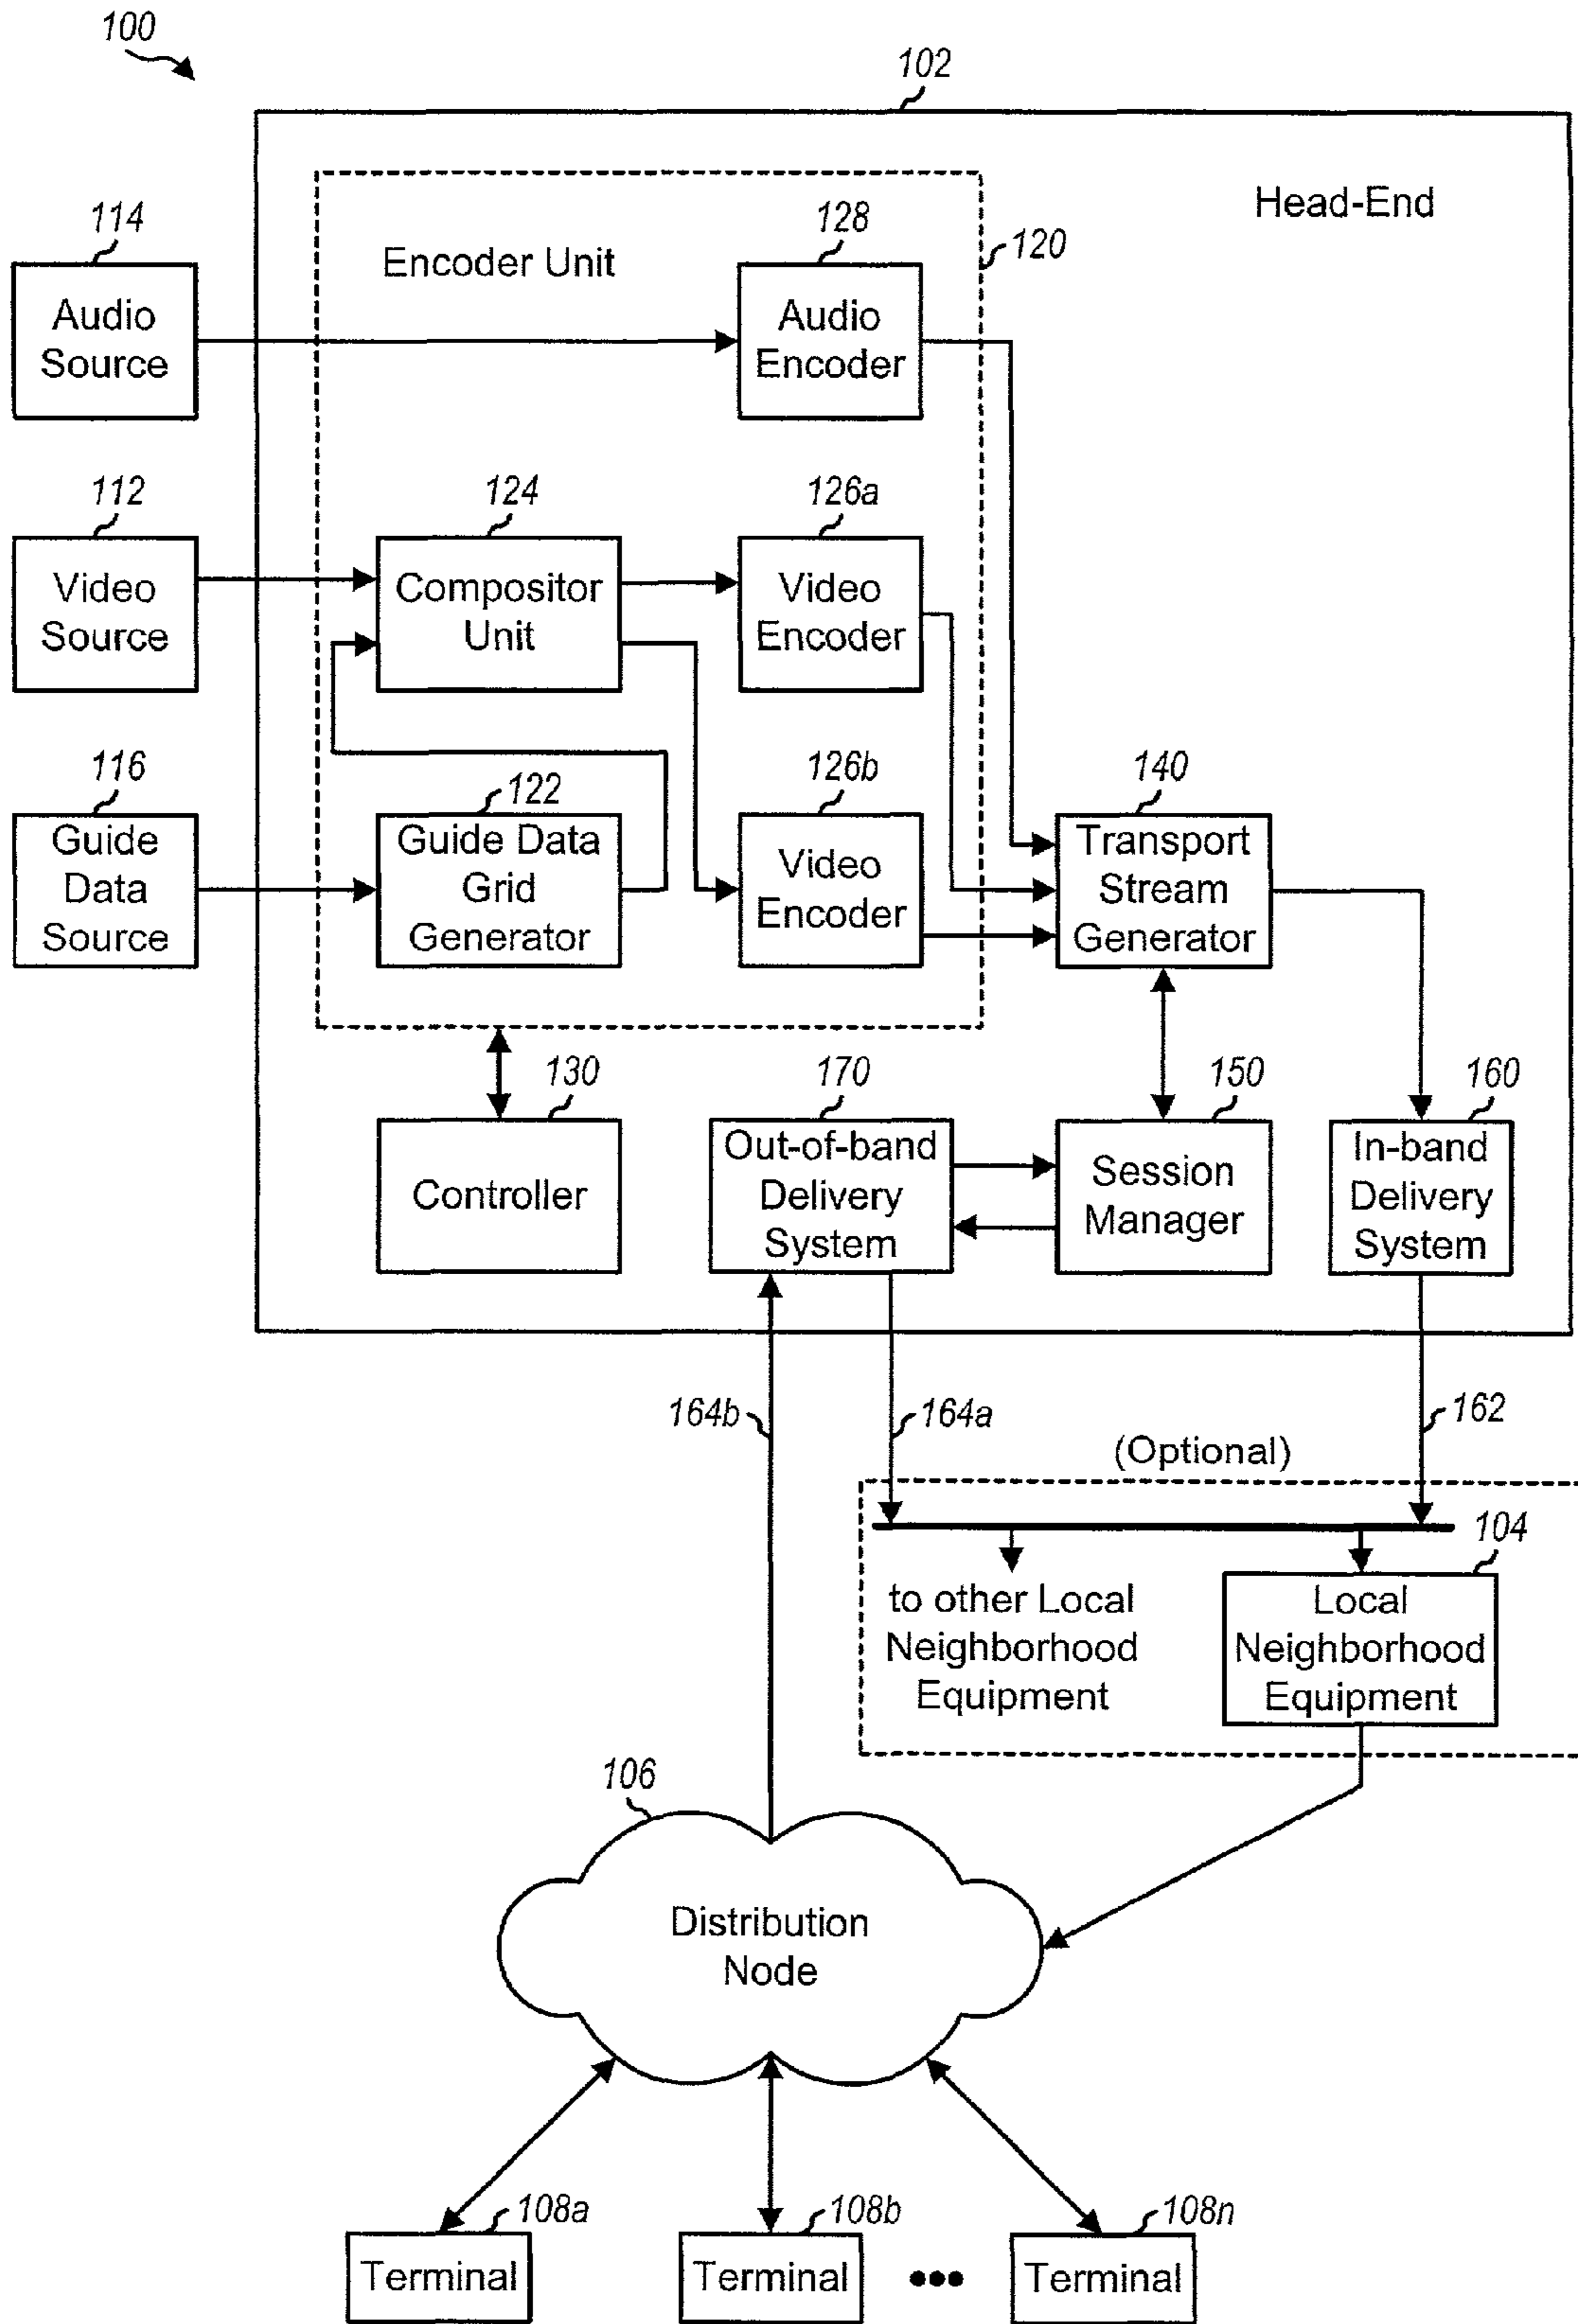 100
102
Head-End
114
Audio
Source
Encoder Unit
128
Audio
Encoder
120
112
Video
Source
124
Compositor
Unit
126a
Video
Encoder
116
Guide
Data
Source
122
Guide Data
Grid
Generator
126b
Video
Encoder
140
Transport
Stream
Generator
130
Controller
170
Out-of-band
Delivery
System
150
Session
Manager
160
In-band
Delivery
System
164b
164a
162
(Optional)
to other Local
Neighborhood
Equipment
104
Local
Neighborhood
Equipment
106
Distribution
Node
108a
Terminal
108b
Terminal
•••
108n
Terminal